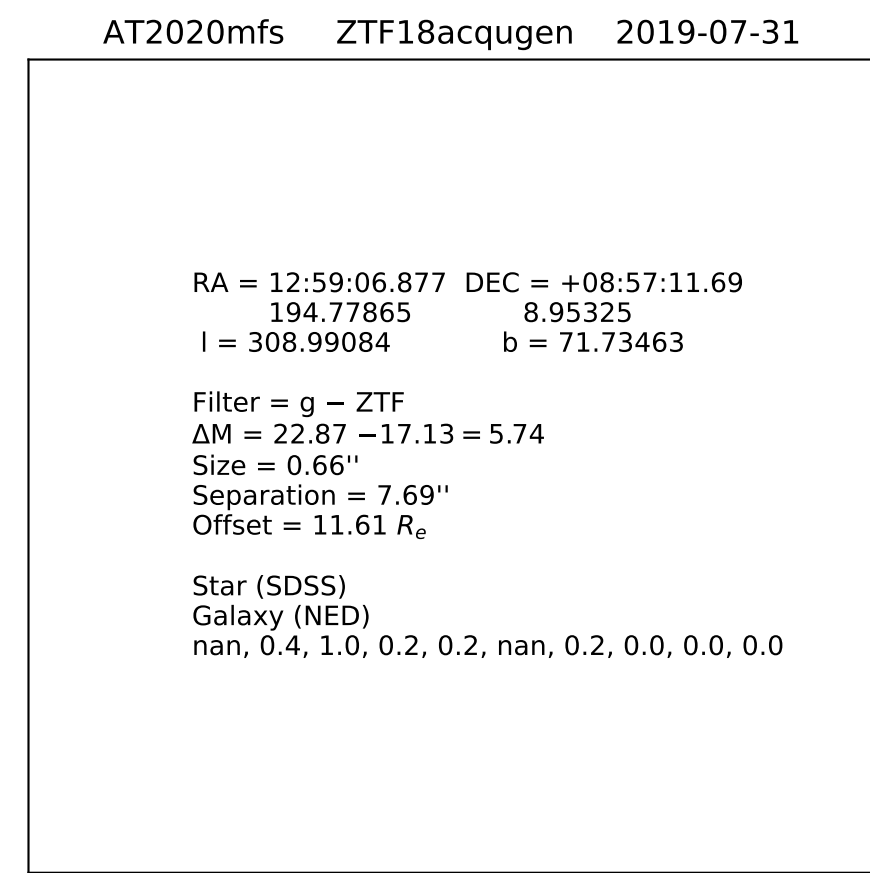 AT2020mfs ZTF18acqugen 2019-07-31
RA = 12:59:06.877 DEC = +08:57:11.69
194.77865 8.95325
l = 308.99084 b = 71.73463
Filter = g − ZTF
ΔM = 22.87 −17.13 = 5.74
Size = 0.66''
Separation = 7.69''
Offset = 11.61 Re
Star (SDSS)
Galaxy (NED)
nan, 0.4, 1.0, 0.2, 0.2, nan, 0.2, 0.0, 0.0, 0.0